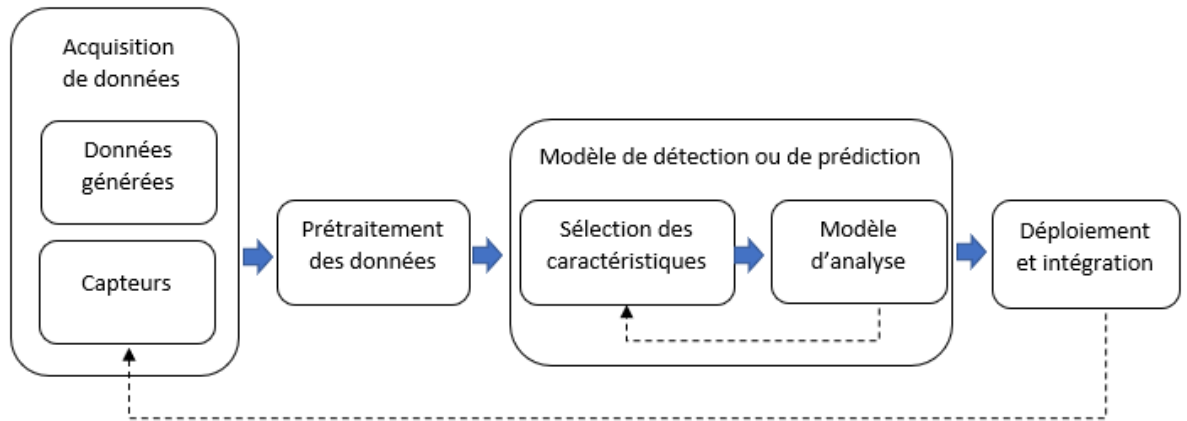 Acquisition
de données
Données
générées
Capteurs
Prétraitement
des données
Modèle de détection ou de prédiction
Sélection des
caractéristiques
Modèle
d’analyse
Déploiement
et intégration